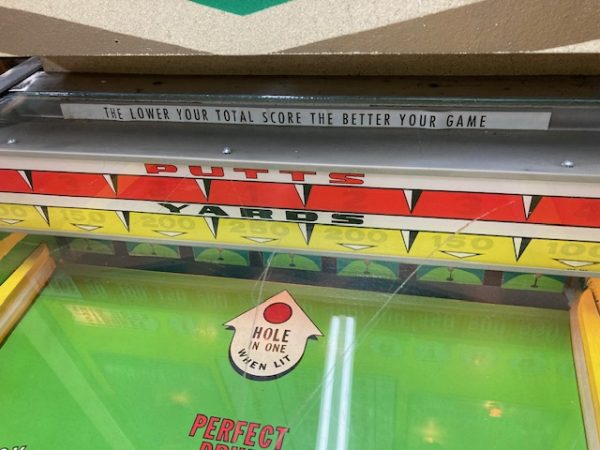 THE LOWER YOUR TOTAL SCORE THE BETTER YOUR GAME
PUTTS
YARDS
150 200 250 200 150 100
HOLE
IN ONE
WHEN LIT
PERFECT